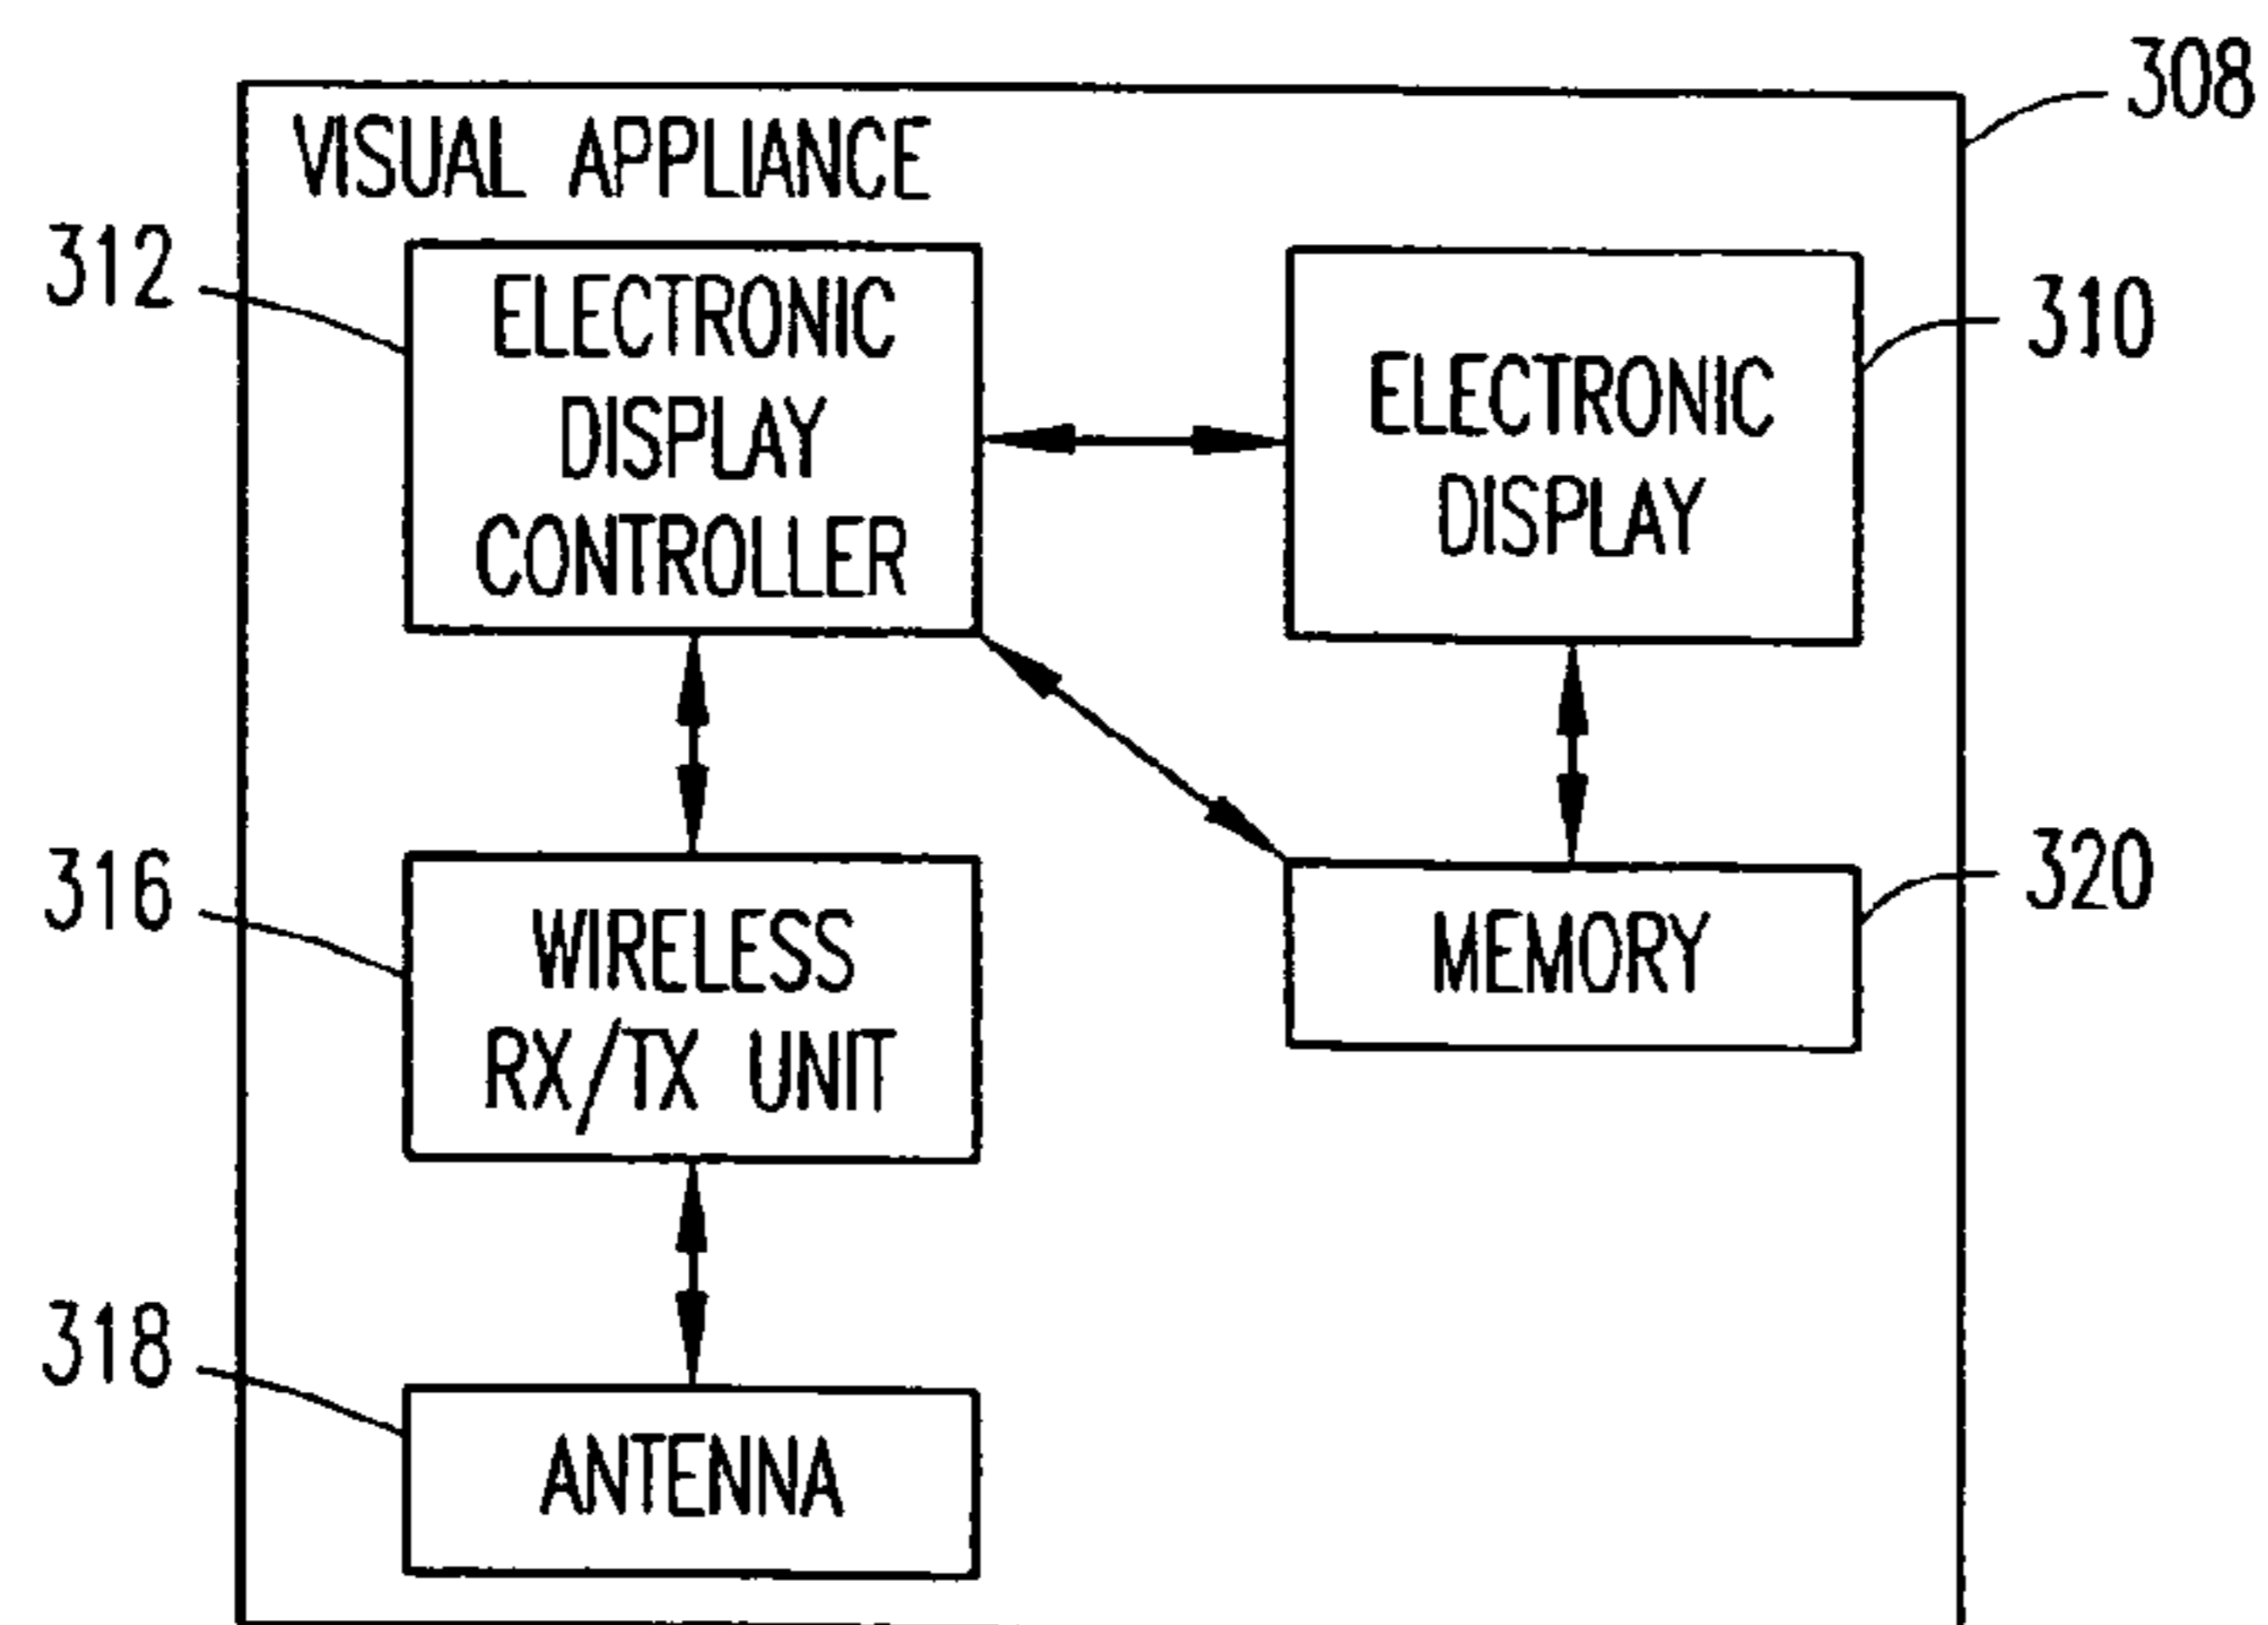 308
VISUAL APPLIANCE
312
ELECTRONIC
DISPLAY
CONTROLLER
310
ELECTRONIC
DISPLAY
316
WIRELESS
RX/TX UNIT
320
MEMORY
318
ANTENNA